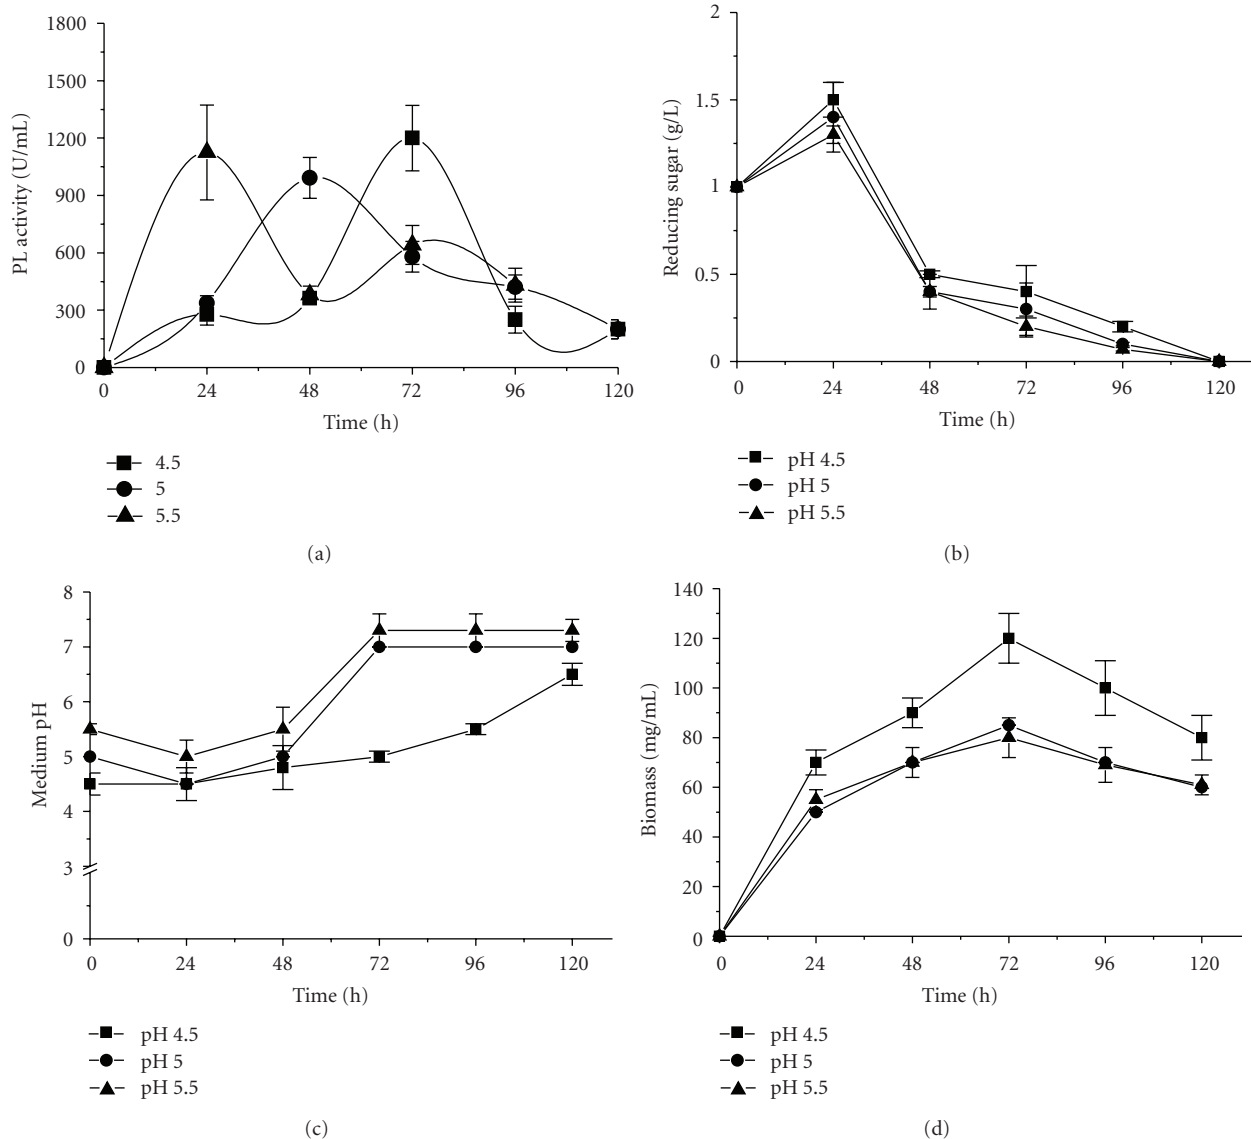 1800
1500
1200
900
600
300
0
PL activity (U/mL)
0 24 48 72 96 120
Time (h)
4.5
5
5.5
(a)
2
1.5
1
0.5
0
Reducing sugar (g/L)
0 24 48 72 96 120
Time (h)
pH 4.5
pH 5
pH 5.5
(b)
8
7
6
5
4
3
0
Medium pH
0 24 48 72 96 120
Time (h)
pH 4.5
pH 5
pH 5.5
(c)
140
120
100
80
60
40
20
0
Biomass (mg/mL)
0 24 48 72 96 120
Time (h)
pH 4.5
pH 5
pH 5.5
(d)